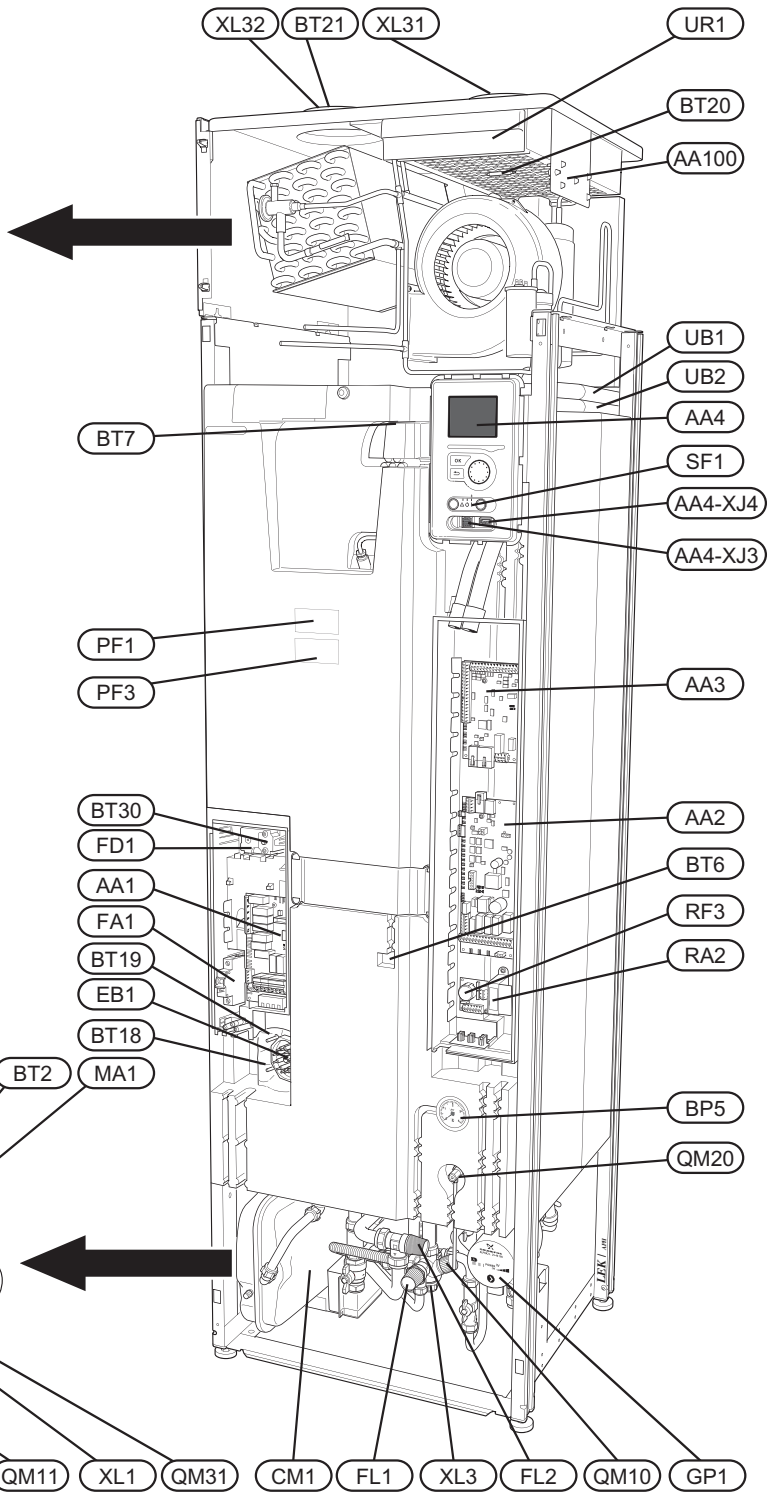 XL32 BT21 XL31 UR1
BT20
AA100
UB1
UB2
BT7 AA4
SF1
OK
AA4-XJ4
AA4-XJ3
PF1
PF3 AA3
BT30 AA2
FD1
BT6
AA1
RF3
FA1
RA2
BT19
EB1
BT18
BT2 MA1
BP5
QM20
LEK
QM11 XL1 QM31 CM1 FL1 XL3 FL2 QM10 GP1